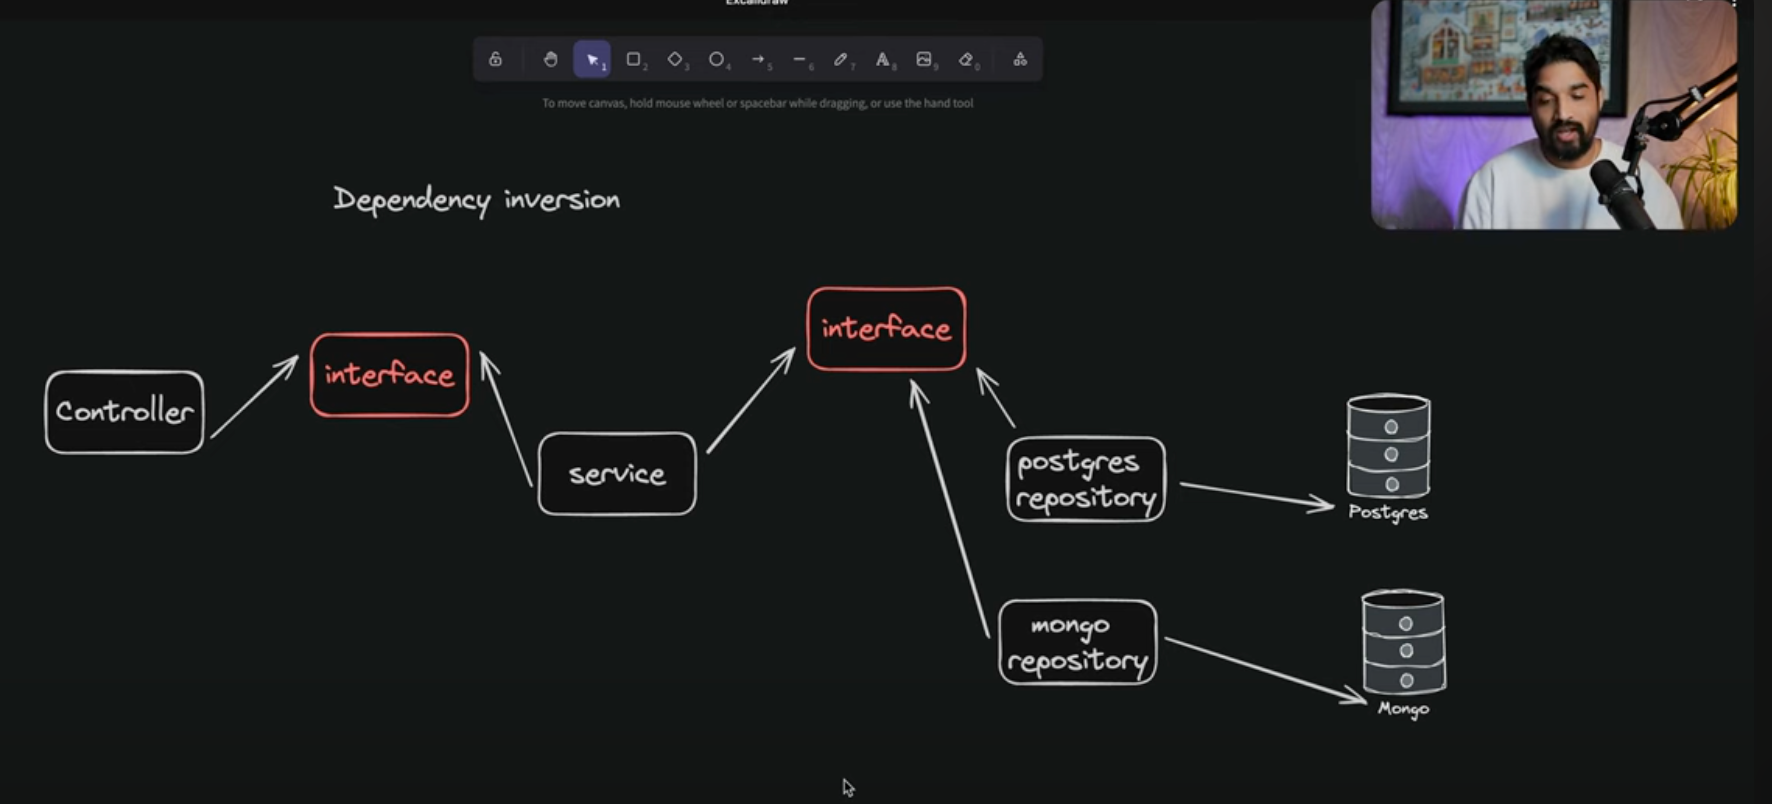 Excalidraw
1
2
3
4
5
6
7
8
9
0
To move canvas, hold mouse wheel or spacebar while dragging, or use the hand tool
Dependency inversion
interface
interface
Controller
service
postgres
repository
Postgres
mongo
repository
Mongo